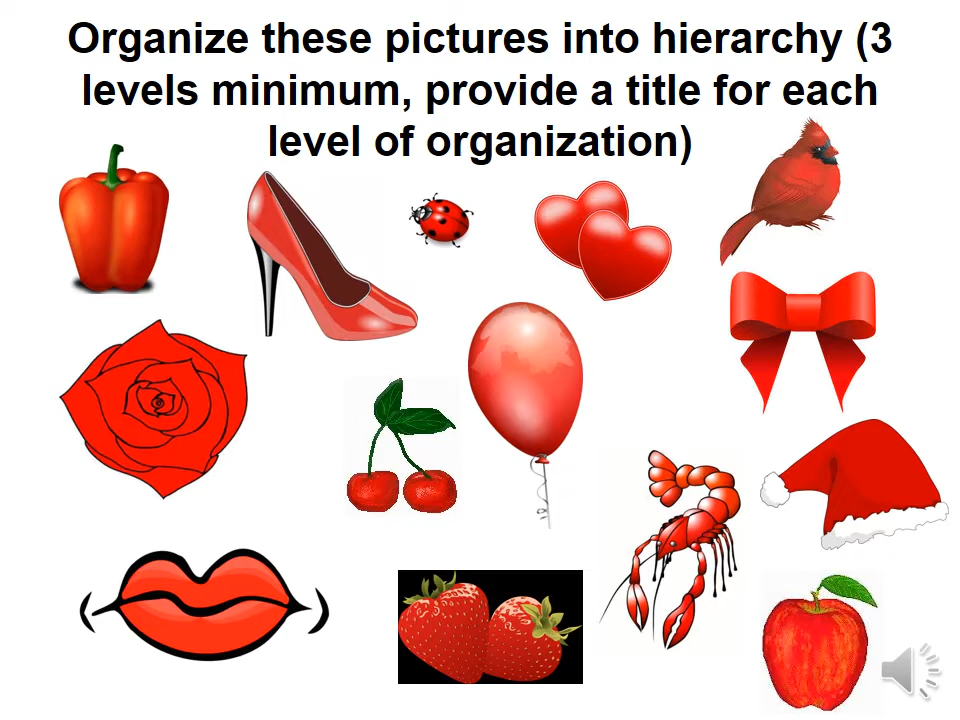 Organize these pictures into hierarchy (3
levels minimum, provide a title for each
level of organization)